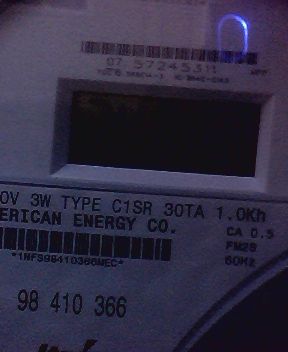 07 57245311
0V 3W TYPE C1SR 30TA 1.0Kh
ERICAN ENERGY CO.
CA 0.5
FM2S
60Hz
*1NFS98410366NEC*
98 410 366